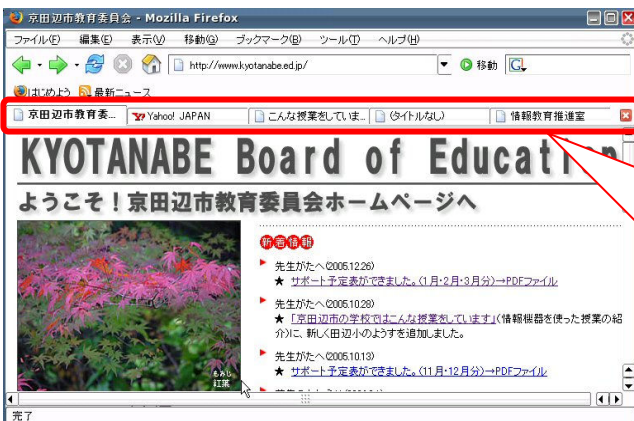 京田辺市教育委員会 - Mozilla Firefox
ファイル(F) 編集(E) 表示(V) 移動(G) ブックマーク(B) ツール(T) ヘルプ(H)
http://www.kyotanabe.ed.jp/ 移動 G
はじめよう 最新ニュース
京田辺市教育委... Yahoo! JAPAN こんな授業をしていま... (タイトルなし) 情報教育推進室
KYOTANABE Board of Education
ようこそ!京田辺市教育委員会ホームページへ
新着情報
先生がたへ(2005.12.26)
★ サポート予定表ができました。(1月・2月・3月分)→PDFファイル
先生がたへ(2005.10.28)
★ 「京田辺市の学校ではこんな授業をしています」(情報機器を使った授業の紹
介)に、新しく田辺小のようすを追加しました。
先生がたへ(2005.10.13)
★ サポート予定表ができました。(11月・12月分)→PDFファイル
もみじ
紅葉
完了